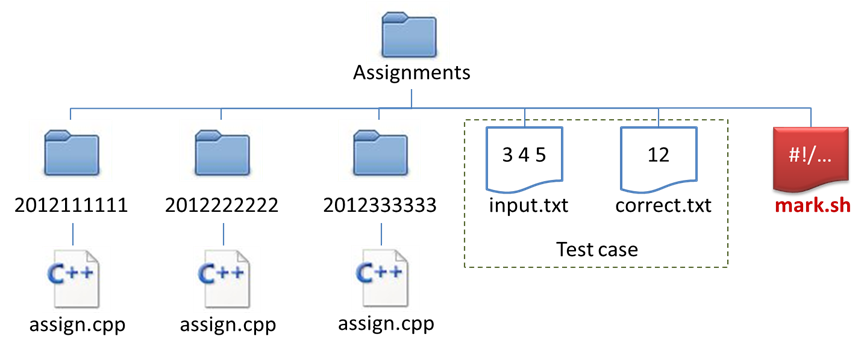 Assignments
3 4 5
12
#!/...
2012111111
2012222222
2012333333
input.txt
correct.txt
mark.sh
Test case
C++
C++
C++
assign.cpp
assign.cpp
assign.cpp